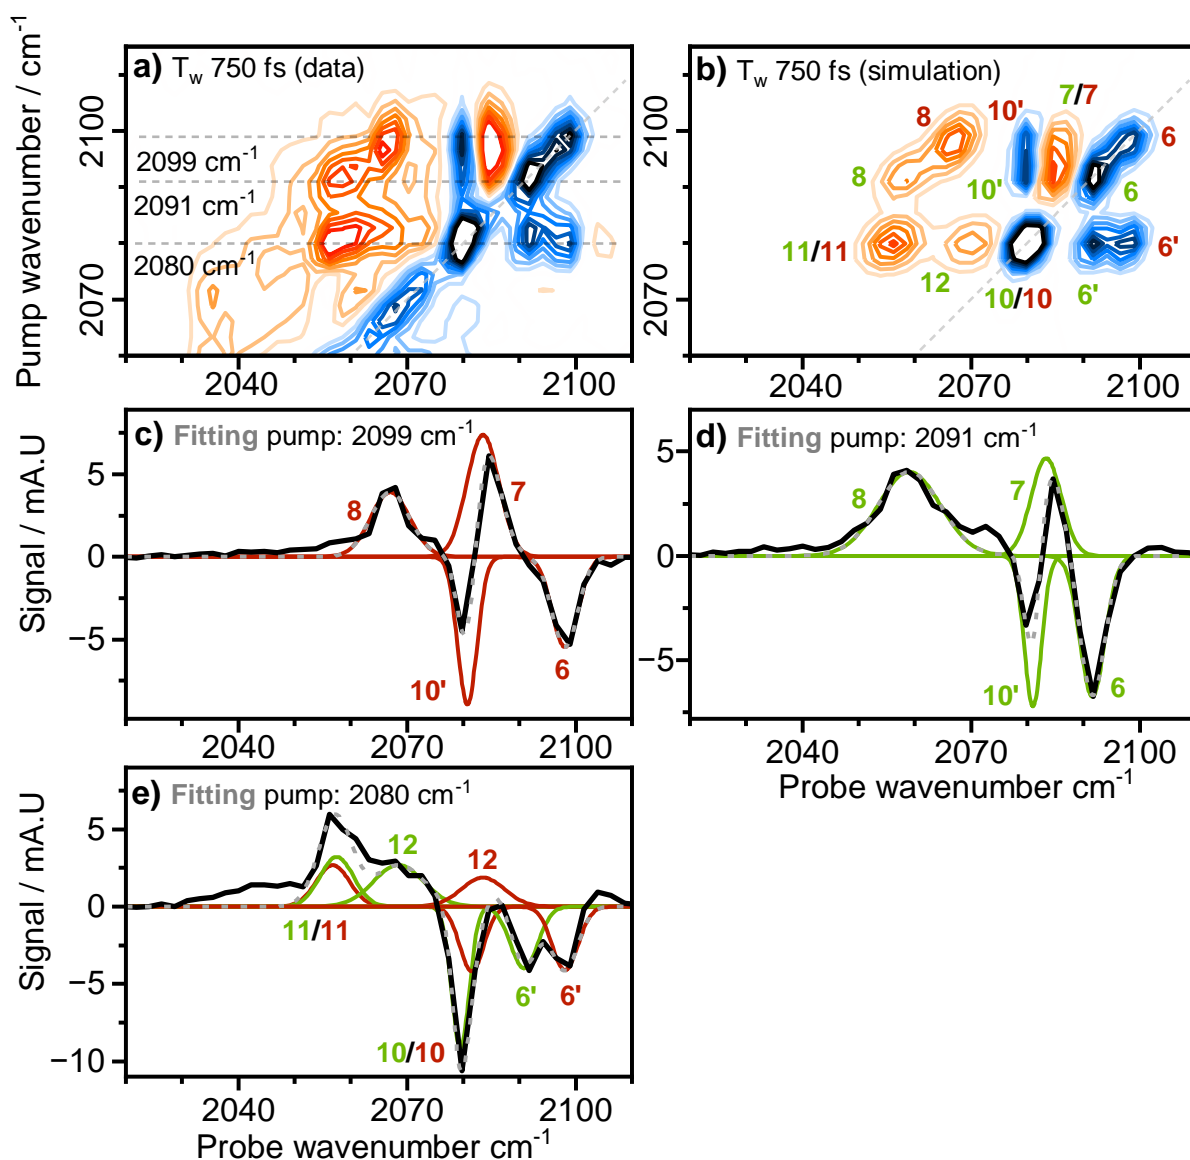 a) Tw 750 fs (data)
Pump wavenumber / cm-1
2100
2070
2099 cm-1
2091 cm-1
2080 cm-1
2040 2070 2100
b) Tw 750 fs (simulation)
2100
2070
8 10' 7/7 6
8 10' 6
11/11 12 10/10 6' 6'
2040 2070 2100
c) Fitting pump: 2099 cm-1
Signal / mA.U
5
0
−5
8 7
10' 6
2040 2070 2100
d) Fitting pump: 2091 cm-1
5
0
−5
8 7
10' 6
2040 2070 2100
Probe wavenumber cm-1
e) Fitting pump: 2080 cm-1
Signal / mA.U
5
0
−5
−10
12 12
11/11
6' 6'
10/10
2040 2070 2100
Probe wavenumber cm-1